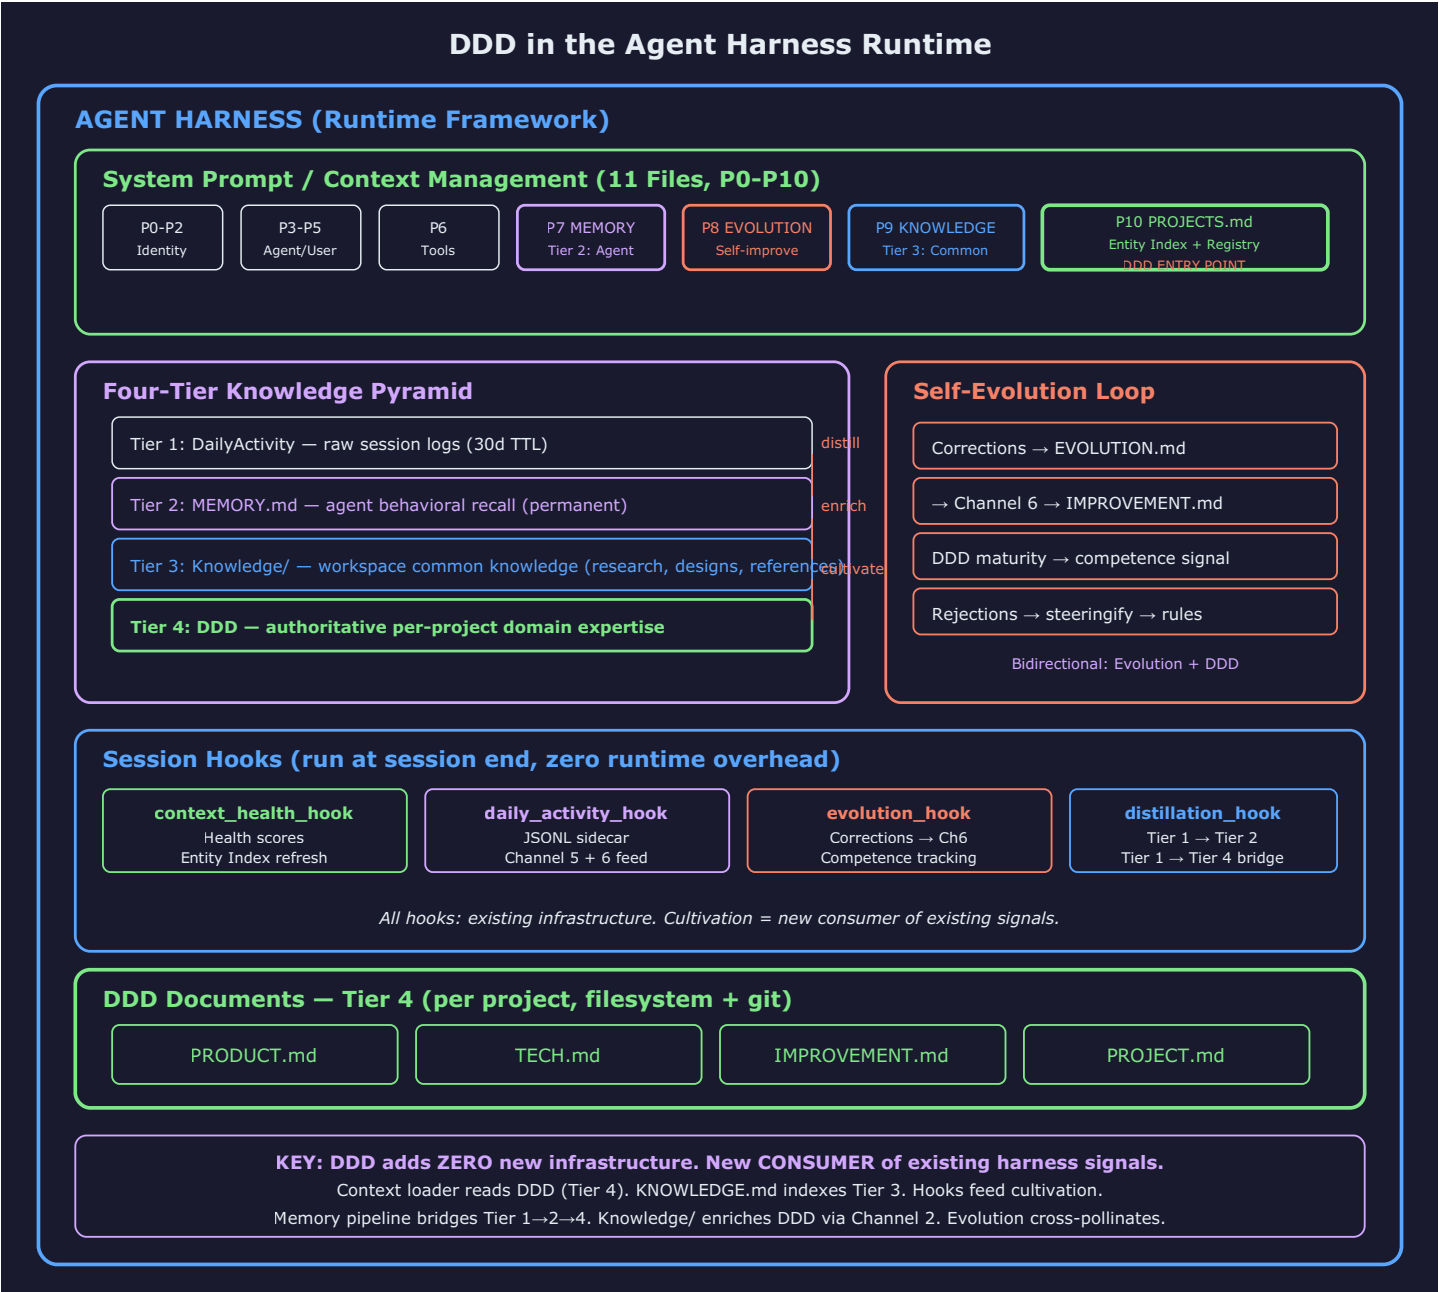 DDD in the Agent Harness Runtime
AGENT HARNESS (Runtime Framework)
System Prompt / Context Management (11 Files, P0-P10)
P0-P2
Identity
P3-P5
Agent/User
P6
Tools
P7 MEMORY
Tier 2: Agent
P8 EVOLUTION
Self-improve
P9 KNOWLEDGE
Tier 3: Common
P10 PROJECTS.md
Entity Index + Registry
DDD ENTRY POINT
Four-Tier Knowledge Pyramid
Tier 1: DailyActivity — raw session logs (30d TTL)
distill
Tier 2: MEMORY.md — agent behavioral recall (permanent)
enrich
Tier 3: Knowledge/ — workspace common knowledge (research, designs, references)
cultivate
Tier 4: DDD — authoritative per-project domain expertise
Self-Evolution Loop
Corrections → EVOLUTION.md
→ Channel 6 → IMPROVEMENT.md
DDD maturity → competence signal
Rejections → steeringify → rules
Bidirectional: Evolution + DDD
Session Hooks (run at session end, zero runtime overhead)
context_health_hook
Health scores
Entity Index refresh
daily_activity_hook
JSONL sidecar
Channel 5 + 6 feed
evolution_hook
Corrections → Ch6
Competence tracking
distillation_hook
Tier 1 → Tier 2
Tier 1 → Tier 4 bridge
All hooks: existing infrastructure. Cultivation = new consumer of existing signals.
DDD Documents — Tier 4 (per project, filesystem + git)
PRODUCT.md
TECH.md
IMPROVEMENT.md
PROJECT.md
KEY: DDD adds ZERO new infrastructure. New CONSUMER of existing harness signals.
Context loader reads DDD (Tier 4). KNOWLEDGE.md indexes Tier 3. Hooks feed cultivation.
Memory pipeline bridges Tier 1→2→4. Knowledge/ enriches DDD via Channel 2. Evolution cross-pollinates.